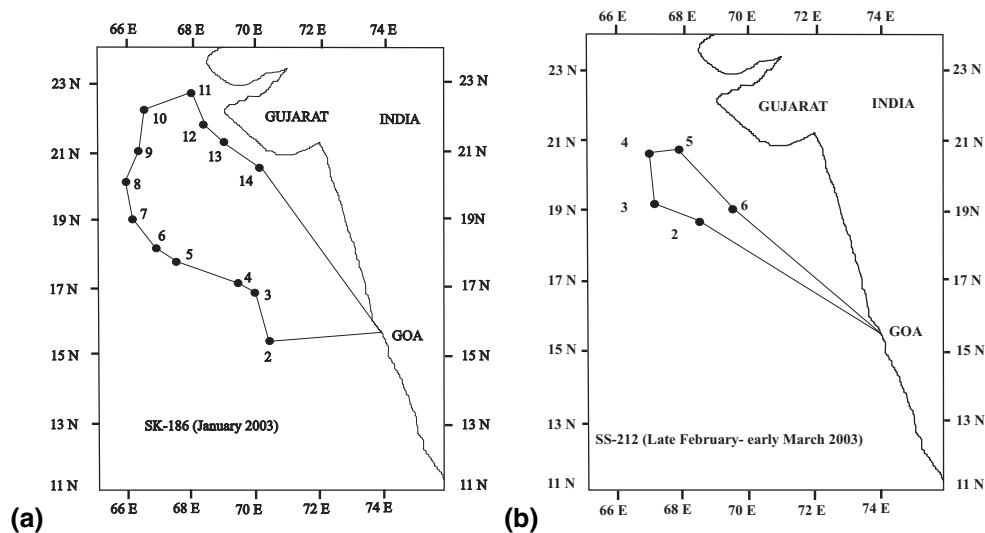 66 E 68 E 70 E 72 E 74 E
23 N 23 N
11
10
GUJARAT INDIA
12
13
21 N 9 21 N
14
8
19 N 7 19 N
6
5
17 N 4 17 N
3
GOA
15 N 2 15 N
13 N SK-186 (January 2003) 13 N
11 N 11 N
66 E 68 E 70 E 72 E 74 E
(a)
66 E 68 E 70 E 72 E 74 E
23 N 23 N
GUJARAT INDIA
4 5
21 N 21 N
3 6
19 N 19 N
2
17 N 17 N
GOA
15 N 15 N
13 N 13 N
SS-212 (Late February- early March 2003)
11 N 11 N
66 E 68 E 70 E 72 E 74 E
(b)